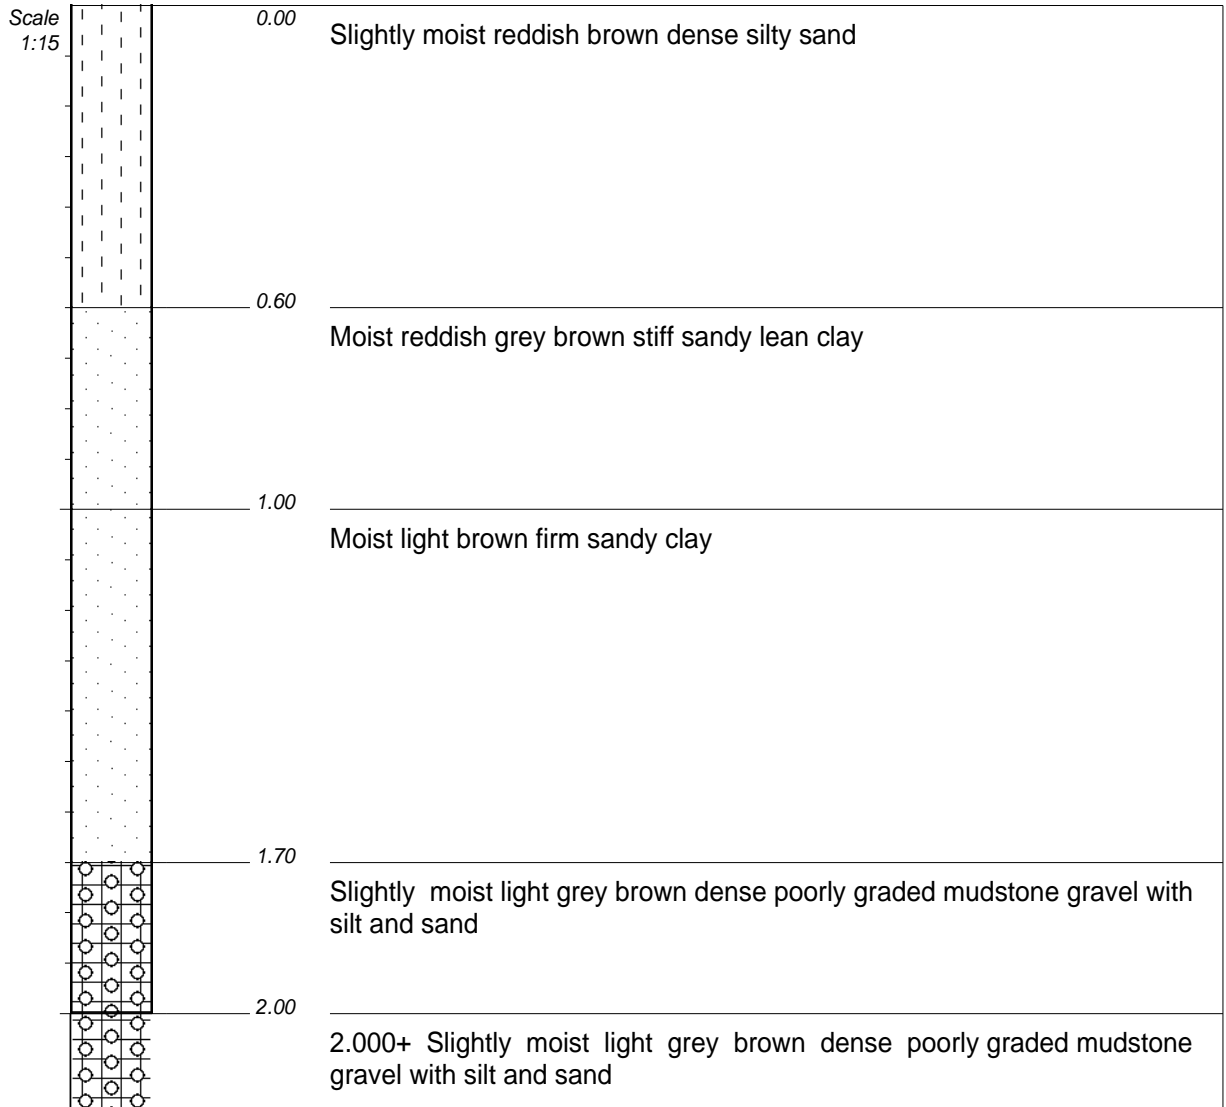 Scale
1:15
0.00
Slightly moist reddish brown dense silty sand
0.60
Moist reddish grey brown stiff sandy lean clay
1.00
Moist light brown firm sandy clay
1.70
Slightly moist light grey brown dense poorly graded mudstone gravel with
silt and sand
2.00
2.000+ Slightly moist light grey brown dense poorly graded mudstone
gravel with silt and sand